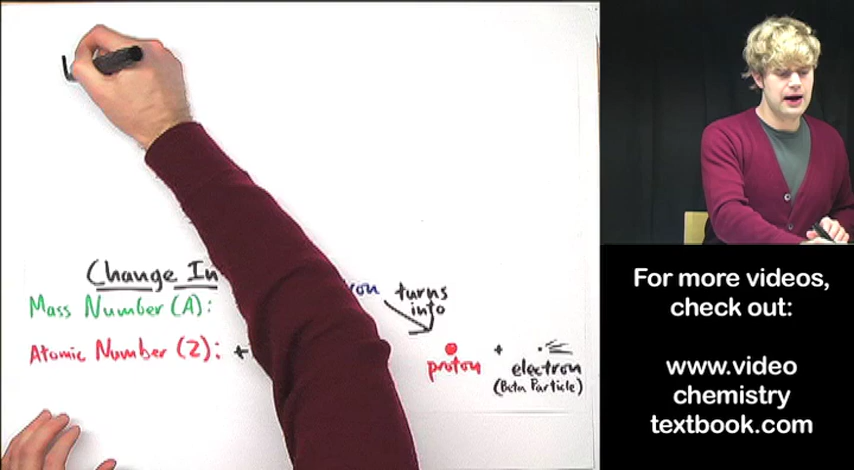 Change In
Mass Number (A):
Atomic Number (Z): +
turns
into
proton + electron
(Beta Particle)
For more videos,
check out:
www.video
chemistry
textbook.com